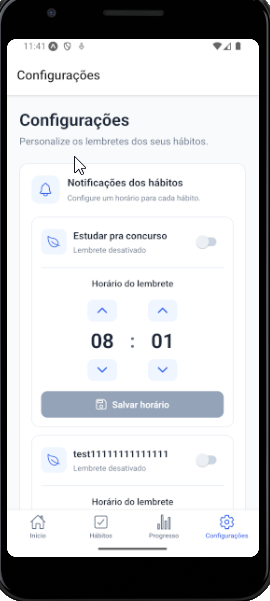 11:41
Configurações
Configurações
Personalize os lembretes dos seus hábitos.
Notificações dos hábitos
Configure um horário para cada hábito.
Estudar pra concurso
Lembrete desativado
Horário do lembrete
08 : 01
Salvar horário
test11111111111111
Lembrete desativado
Horário do lembrete
Início Hábitos Progresso Configurações